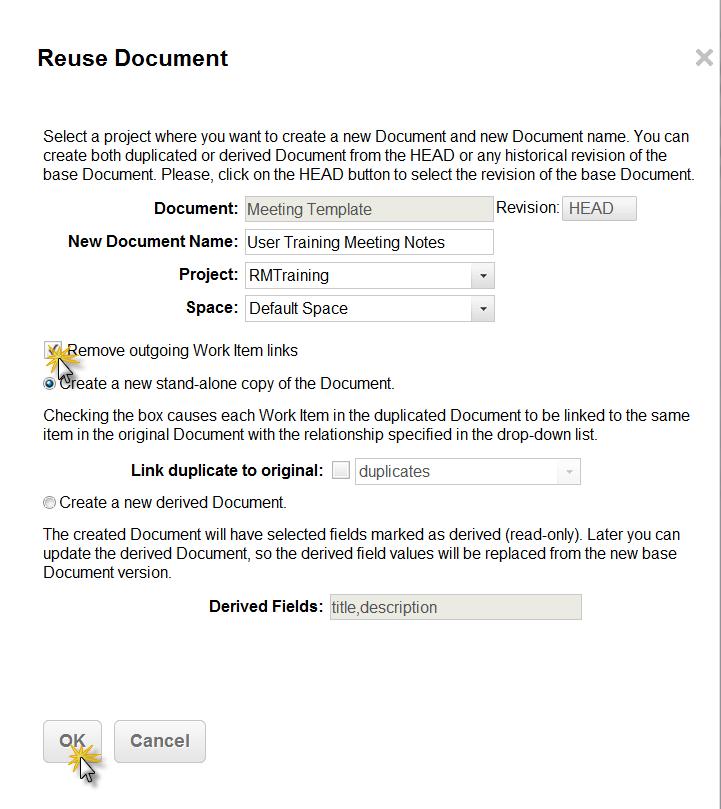 Reuse Document
Select a project where you want to create a new Document and new Document name. You can
create both duplicated or derived Document from the HEAD or any historical revision of the
base Document. Please, click on the HEAD button to select the revision of the base Document.
Document: Meeting Template Revision: HEAD
New Document Name: User Training Meeting Notes
Project: RMTraining
Space: Default Space
Remove outgoing Work Item links
Create a new stand-alone copy of the Document.
Checking the box causes each Work Item in the duplicated Document to be linked to the same
item in the original Document with the relationship specified in the drop-down list.
Link duplicate to original: duplicates
Create a new derived Document.
The created Document will have selected fields marked as derived (read-only). Later you can
update the derived Document, so the derived field values will be replaced from the new base
Document version.
Derived Fields: title,description
OK Cancel